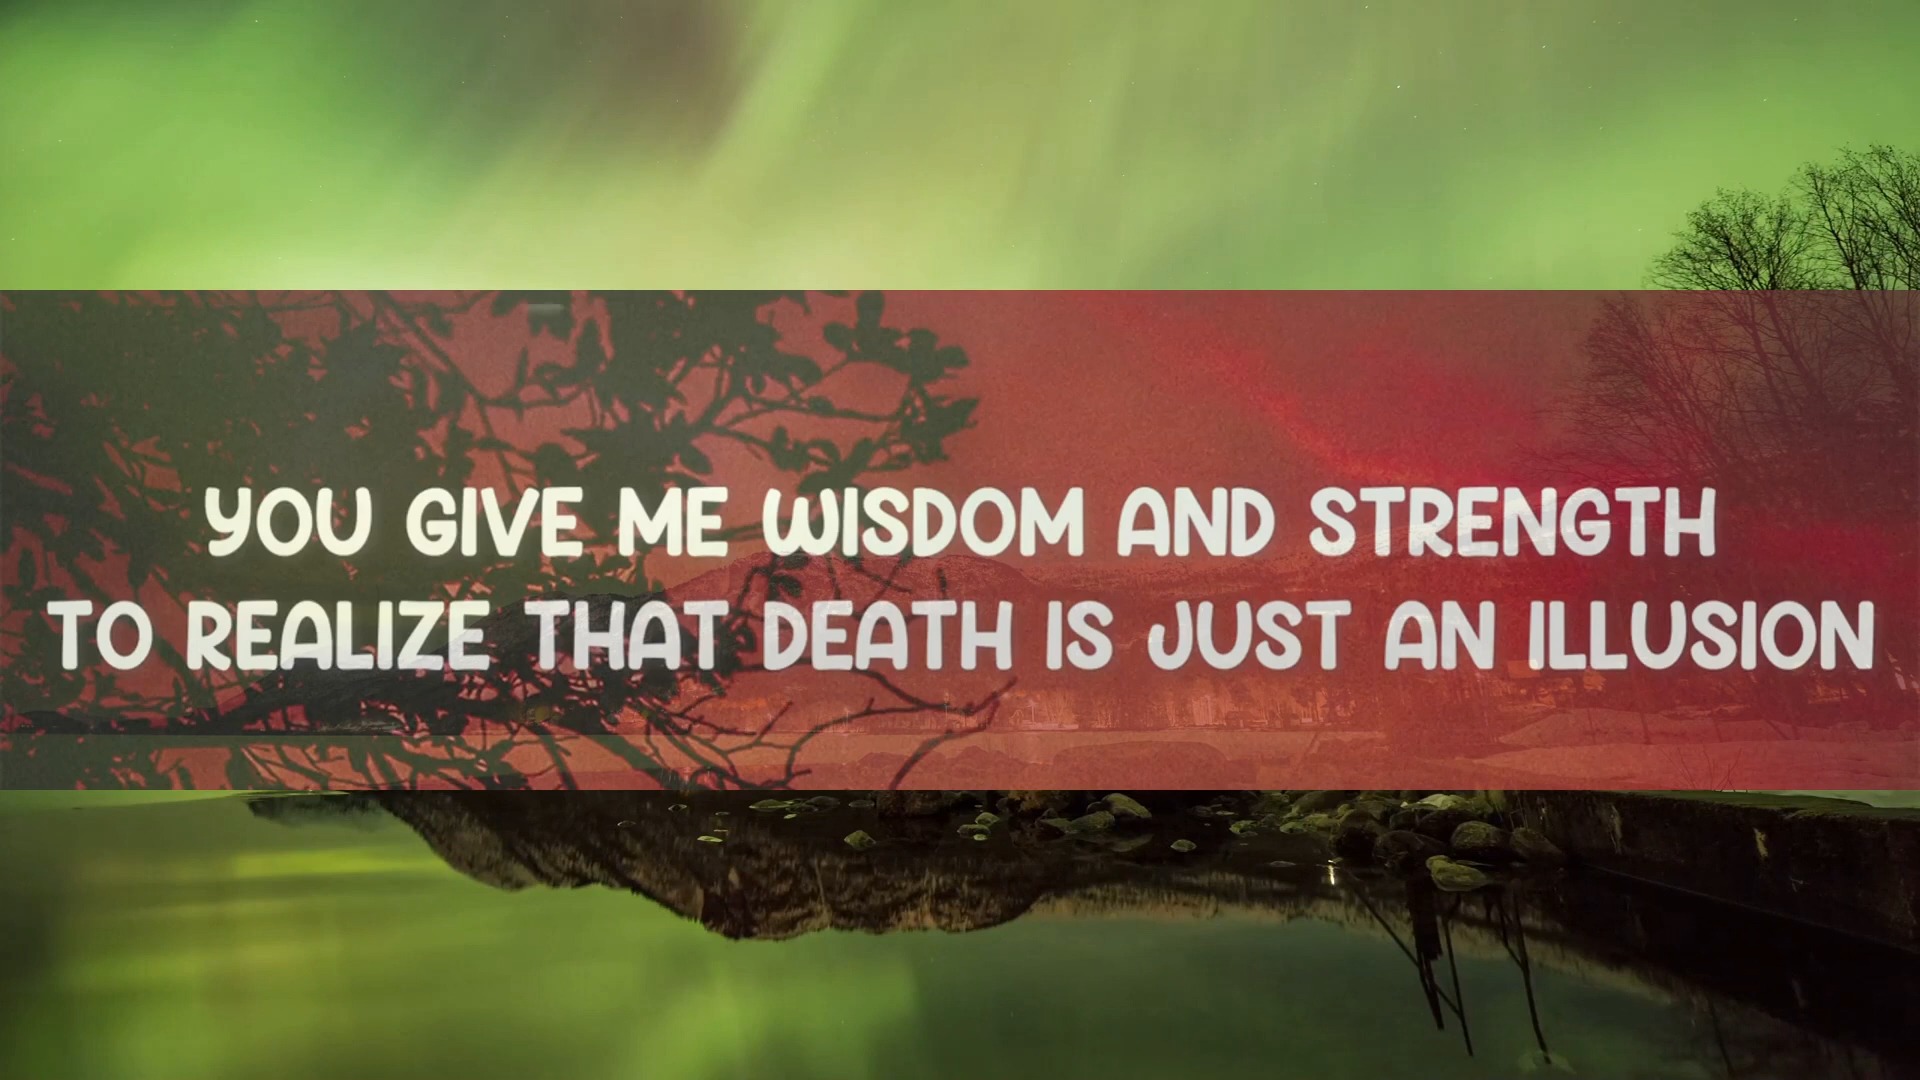 YOU GIVE ME WISDOM AND STRENGTH
TO REALIZE THAT DEATH IS JUST AN ILLUSION